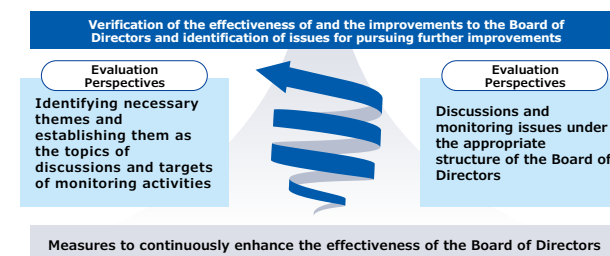 Verification of the effectiveness of and the improvements to the Board of
Directors and identification of issues for pursuing further improvements
Evaluation
Perspectives
Identifying necessary
themes and
establishing them as
the topics of
discussions and targets
of monitoring activities
Evaluation
Perspectives
Discussions and
monitoring issues under
the appropriate
structure of the Board of
Directors
Measures to continuously enhance the effectiveness of the Board of Directors